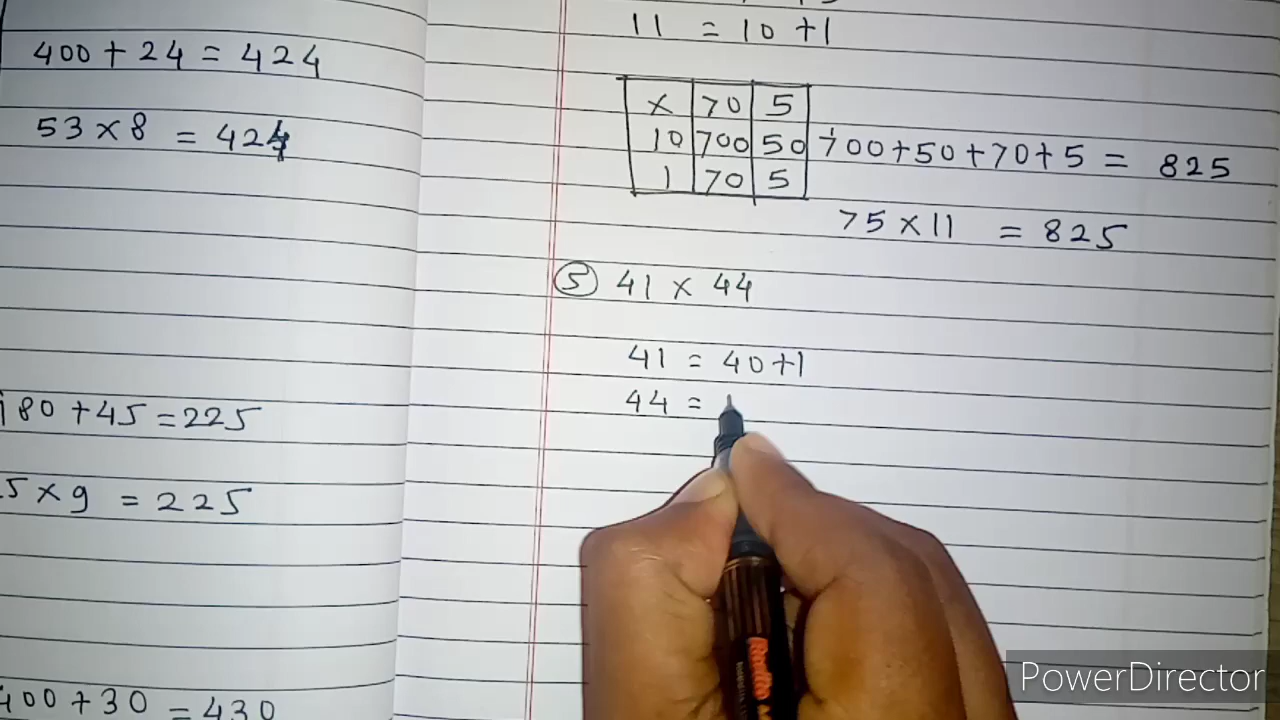 400 + 24 = 424
53 × 8 = 424
180 + 45 = 225
5 × 9 = 225
400 + 30 = 430
11 = 10 + 1
× 70 5
10 700 50 700 + 50 + 70 + 5 = 825
1 70 5
75 × 11 = 825
5 41 × 44
41 = 40 + 1
44 =
PowerDirector